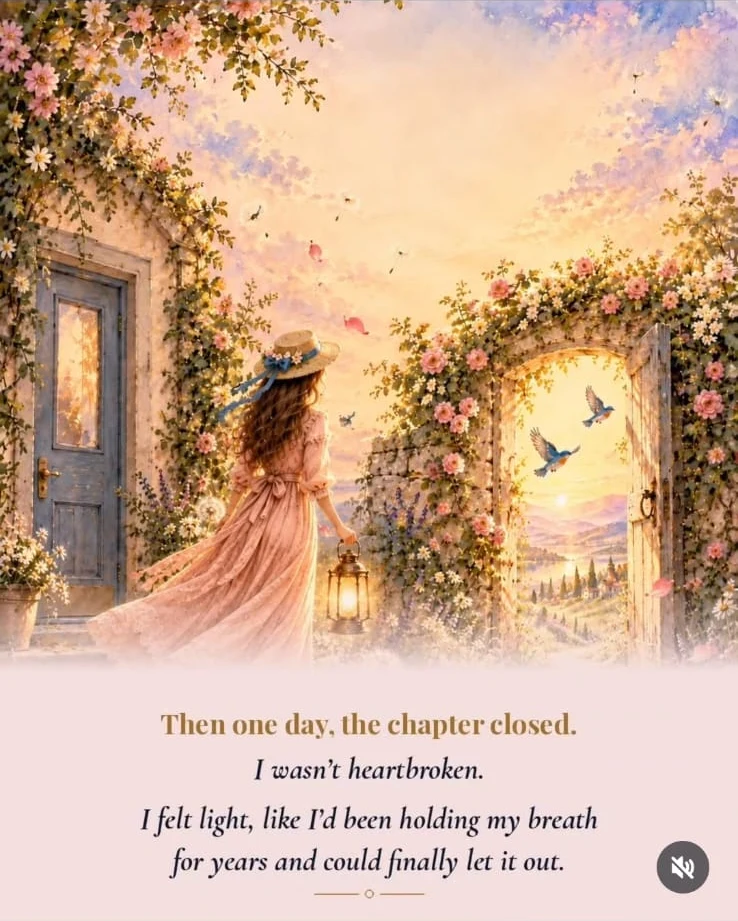 Then one day, the chapter closed.
I wasn’t heartbroken.
I felt light, like I’d been holding my breath
for years and could finally let it out.